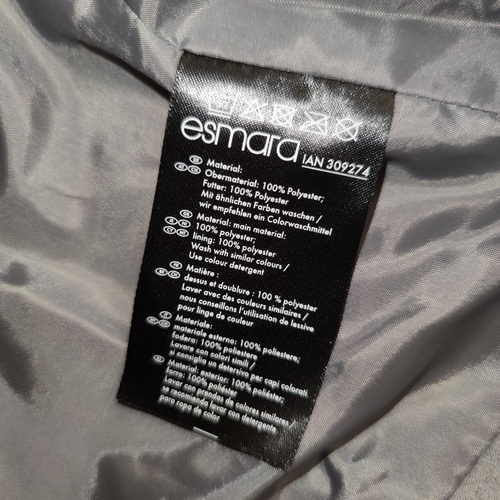 esmara IAN 309274
Material:
Obermaterial: 100% Polyester;
Futter: 100% Polyester
Mit ähnlichen Farben waschen /
wir empfehlen ein Colorwaschmittel
Material: main material:
100% polyester;
lining: 100% polyester
Wash with similar colours /
Use colour detergent
Matière :
dessus et doublure : 100 % polyester
Laver avec des couleurs similaires /
nous conseillons l'utilisation de lessive
pour linge de couleur
Materiale:
materiale esterno: 100% poliestere;
fodera: 100% poliestere
Lavare con colori simili /
si consiglia un detersivo per capi colorati
Material: exterior: 100% poliéster;
forro: 100% poliéster
Lavar con prendas de colores similares /
se recomienda lavar con detergente
para ropa de color